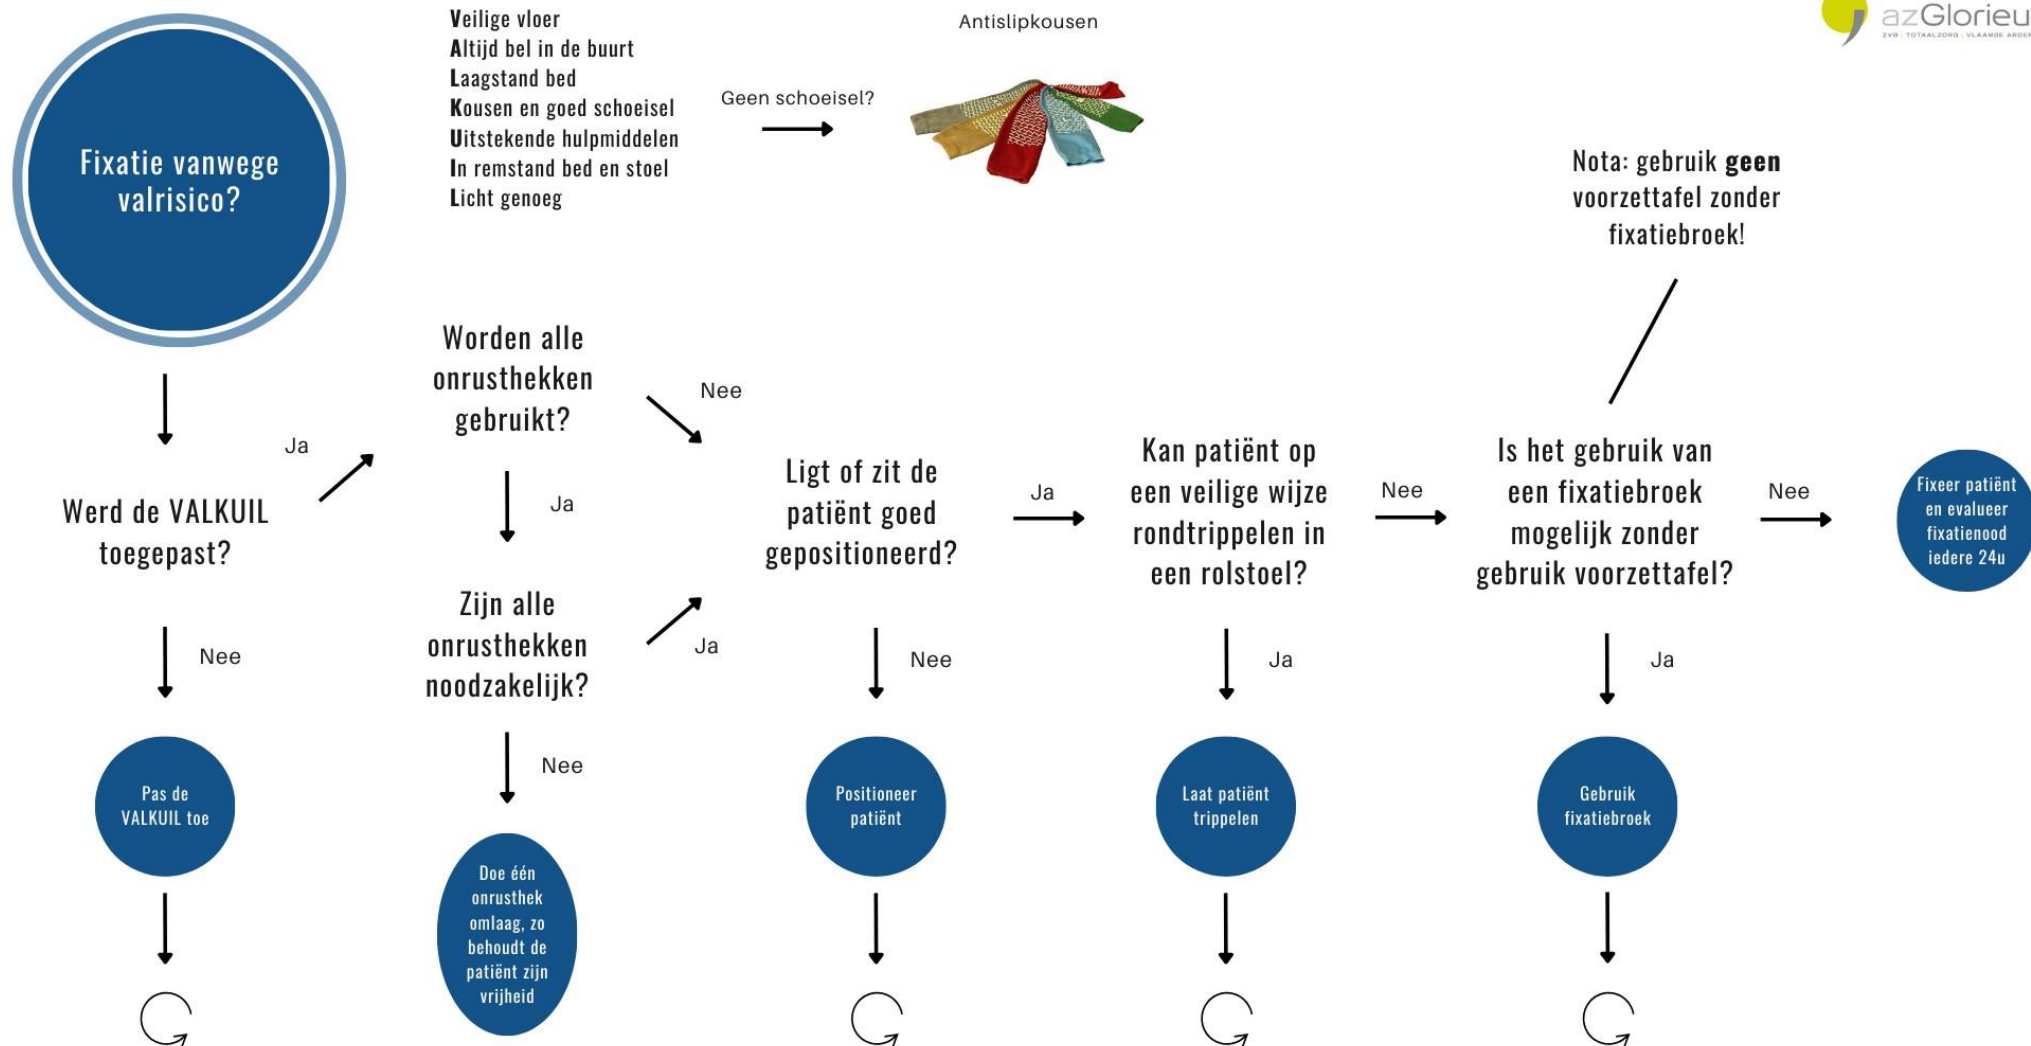 Veilige vloer
Altijd bel in de buurt
Laagstand bed
Kousen en goed schoeisel
Uitstekende hulpmiddelen
In remstand bed en stoel
Licht genoeg
Geen schoeisel?
Antislipkousen
azGlorieu
ZVB | TOTAALZORG | VLAAMSE ARDEN
Fixatie vanwege
valrisico?
Nota: gebruik geen
voorzettafel zonder
fixatiebroek!
Werd de VALKUIL
toegepast?
Ja
Nee
Pas de
VALKUIL toe
Worden alle
onrusthekken
gebruikt?
Nee
Ja
Zijn alle
onrusthekken
noodzakelijk?
Ja
Nee
Doe één
onrusthek
omlaag, zo
behoudt de
patiënt zijn
vrijheid
Ligt of zit de
patiënt goed
gepositioneerd?
Ja
Nee
Positioneer
patiënt
Kan patiënt op
een veilige wijze
rondtrippelen in
een rolstoel?
Nee
Ja
Laat patiënt
trippelen
Is het gebruik van
een fixatiebroek
mogelijk zonder
gebruik voorzettafel?
Nee
Ja
Gebruik
fixatiebroek
Fixeer patiënt
en evalueer
fixatienood
iedere 24u